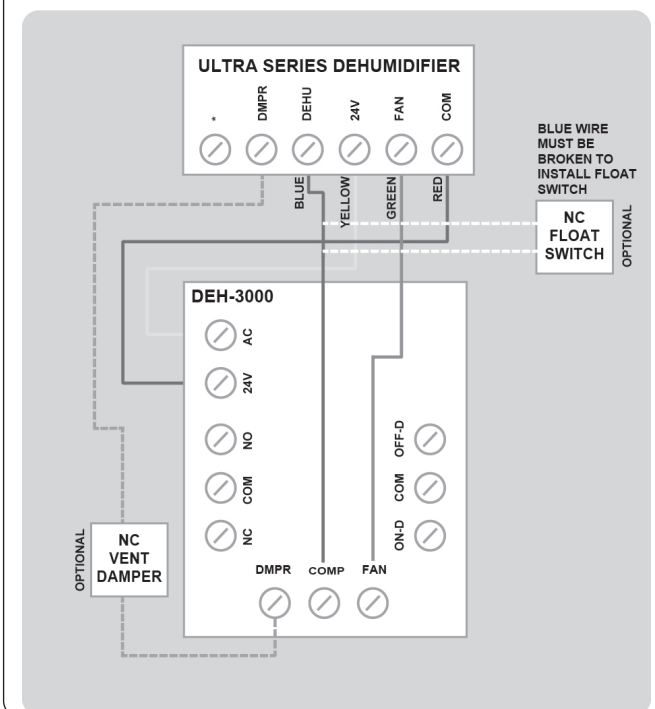 ULTRA SERIES DEHUMIDIFIER
*
DMPR
DEHU
24V
FAN
COM
BLUE
YELLOW
GREEN
RED
BLUE WIRE
MUST BE
BROKEN TO
INSTALL FLOAT
SWITCH
NC
FLOAT
SWITCH
OPTIONAL
DEH-3000
AC
24V
NO
COM
NC
OFF-D
COM
ON-D
DMPR COMP FAN
OPTIONAL
NC
VENT
DAMPER